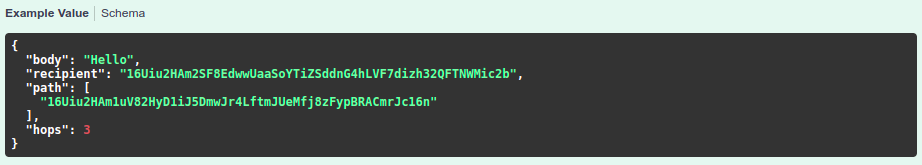 Example Value | Schema
{
  "body": "Hello",
  "recipient": "16Uiu2HAm2SF8EdwwUaaSoYTiZSddnG4hLVF7dizh32QFTNWMic2b",
  "path": [
    "16Uiu2HAm1uV82HyD1iJ5DmwJr4LftmJUeMfj8zFypBRACmrJc16n"
  ],
  "hops": 3
}